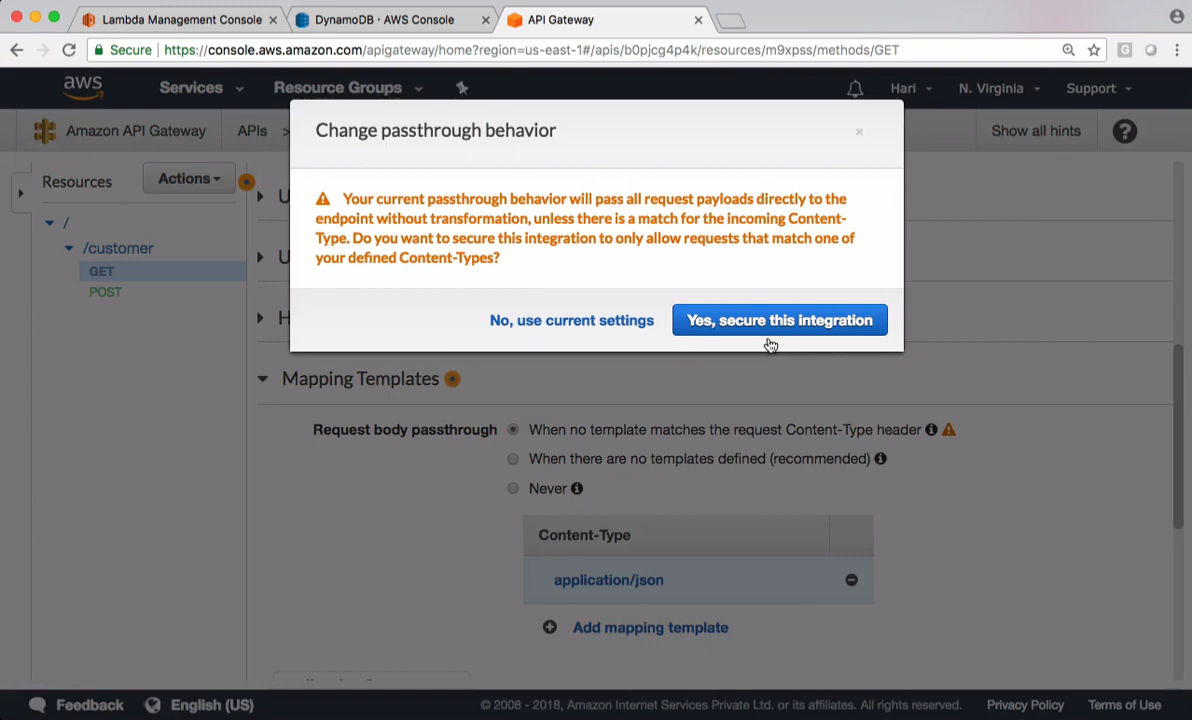 Lambda Management Console
DynamoDB · AWS Console
API Gateway
Secure https://console.aws.amazon.com/apigateway/home?region=us-east-1#/apis/b0pjcg4p4k/resources/m9xpss/methods/GET
aws Services Resource Groups Hari N. Virginia Support
Amazon API Gateway APIs > Show all hints
Change passthrough behavior
Your current passthrough behavior will pass all request payloads directly to the
endpoint without transformation, unless there is a match for the incoming Content-
Type. Do you want to secure this integration to only allow requests that match one of
your defined Content-Types?
No, use current settings Yes, secure this integration
Resources Actions
/
/customer
GET
POST
Mapping Templates
Request body passthrough When no template matches the request Content-Type header
When there are no templates defined (recommended)
Never
Content-Type
application/json
Add mapping template
Feedback English (US) © 2008 - 2018, Amazon Internet Services Private Ltd. or its affiliates. All rights reserved. Privacy Policy Terms of Use